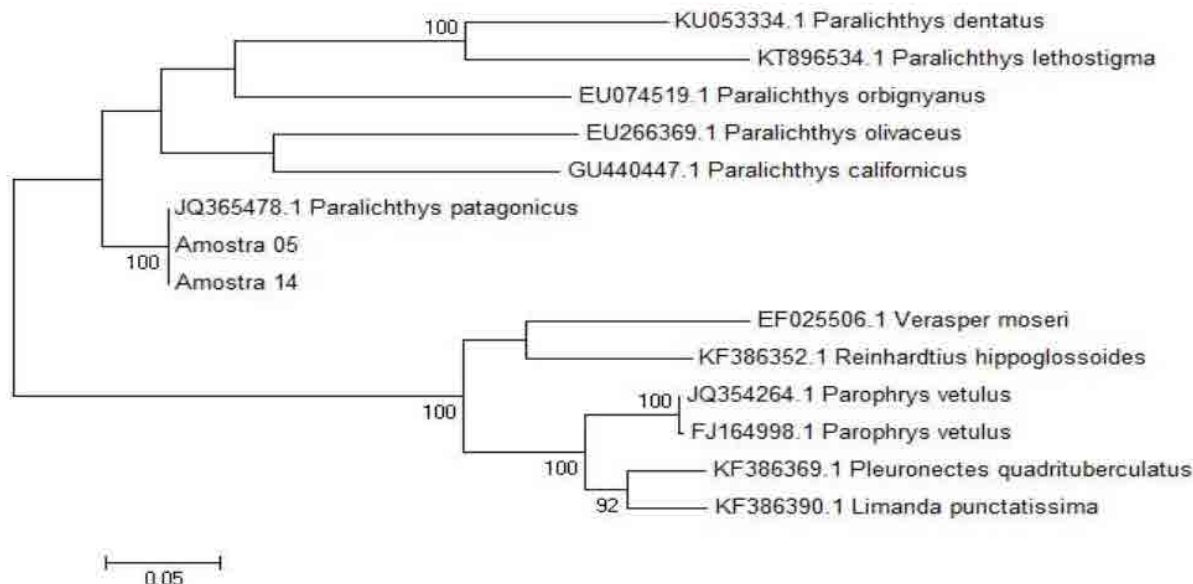 KU053334.1 Paralichthys dentatus
100
KT896534.1 Paralichthys lethostigma
EU074519.1 Paralichthys orbignyanus
EU266369.1 Paralichthys olivaceus
GU440447.1 Paralichthys californicus
JQ365478.1 Paralichthys patagonicus
Amostra 05
100
Amostra 14
EF025506.1 Verasper moseri
KF386352.1 Reinhardtius hippoglossoides
JQ354264.1 Parophrys vetulus
100
100
FJ164998.1 Parophrys vetulus
100
KF386369.1 Pleuronectes quadrituberculatus
92
KF386390.1 Limanda punctatissima
0.05